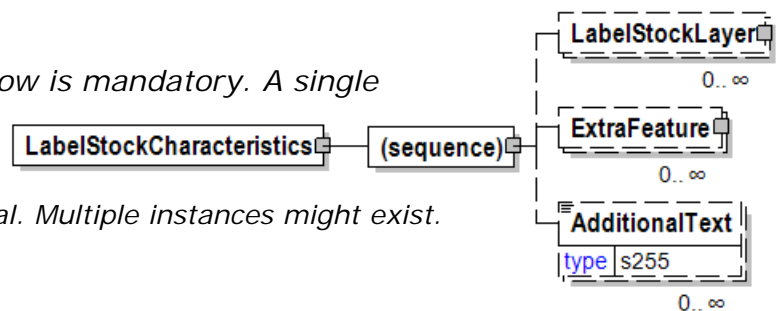 LabelStockLayer
0.. ∞
ow is mandatory. A single
LabelStockCharacteristics
(sequence)
ExtraFeature
0.. ∞
al. Multiple instances might exist.
AdditionalText
type s255
0.. ∞